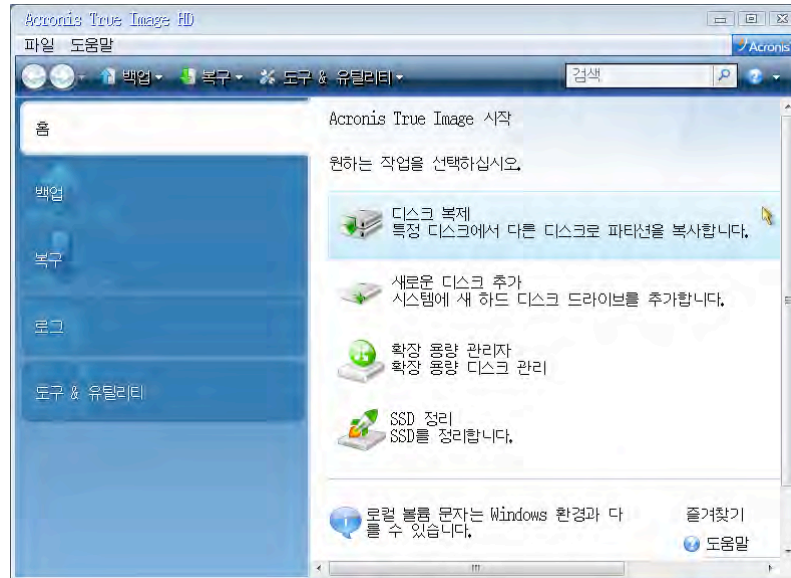 Acronis True Image HD
파일 도움말
Acronis
백업 복구 도구 & 유틸리티 검색
홈
백업
복구
로그
도구 & 유틸리티
Acronis True Image 시작
원하는 작업을 선택하십시오.
디스크 복제
특정 디스크에서 다른 디스크로 파티션을 복사합니다.
새로운 디스크 추가
시스템에 새 하드 디스크 드라이브를 추가합니다.
확장 용량 관리자
확장 용량 디스크 관리
SSD 정리
SSD를 정리합니다.
로컬 볼륨 문자는 Windows 환경과 다
를 수 있습니다.
즐겨찾기
도움말